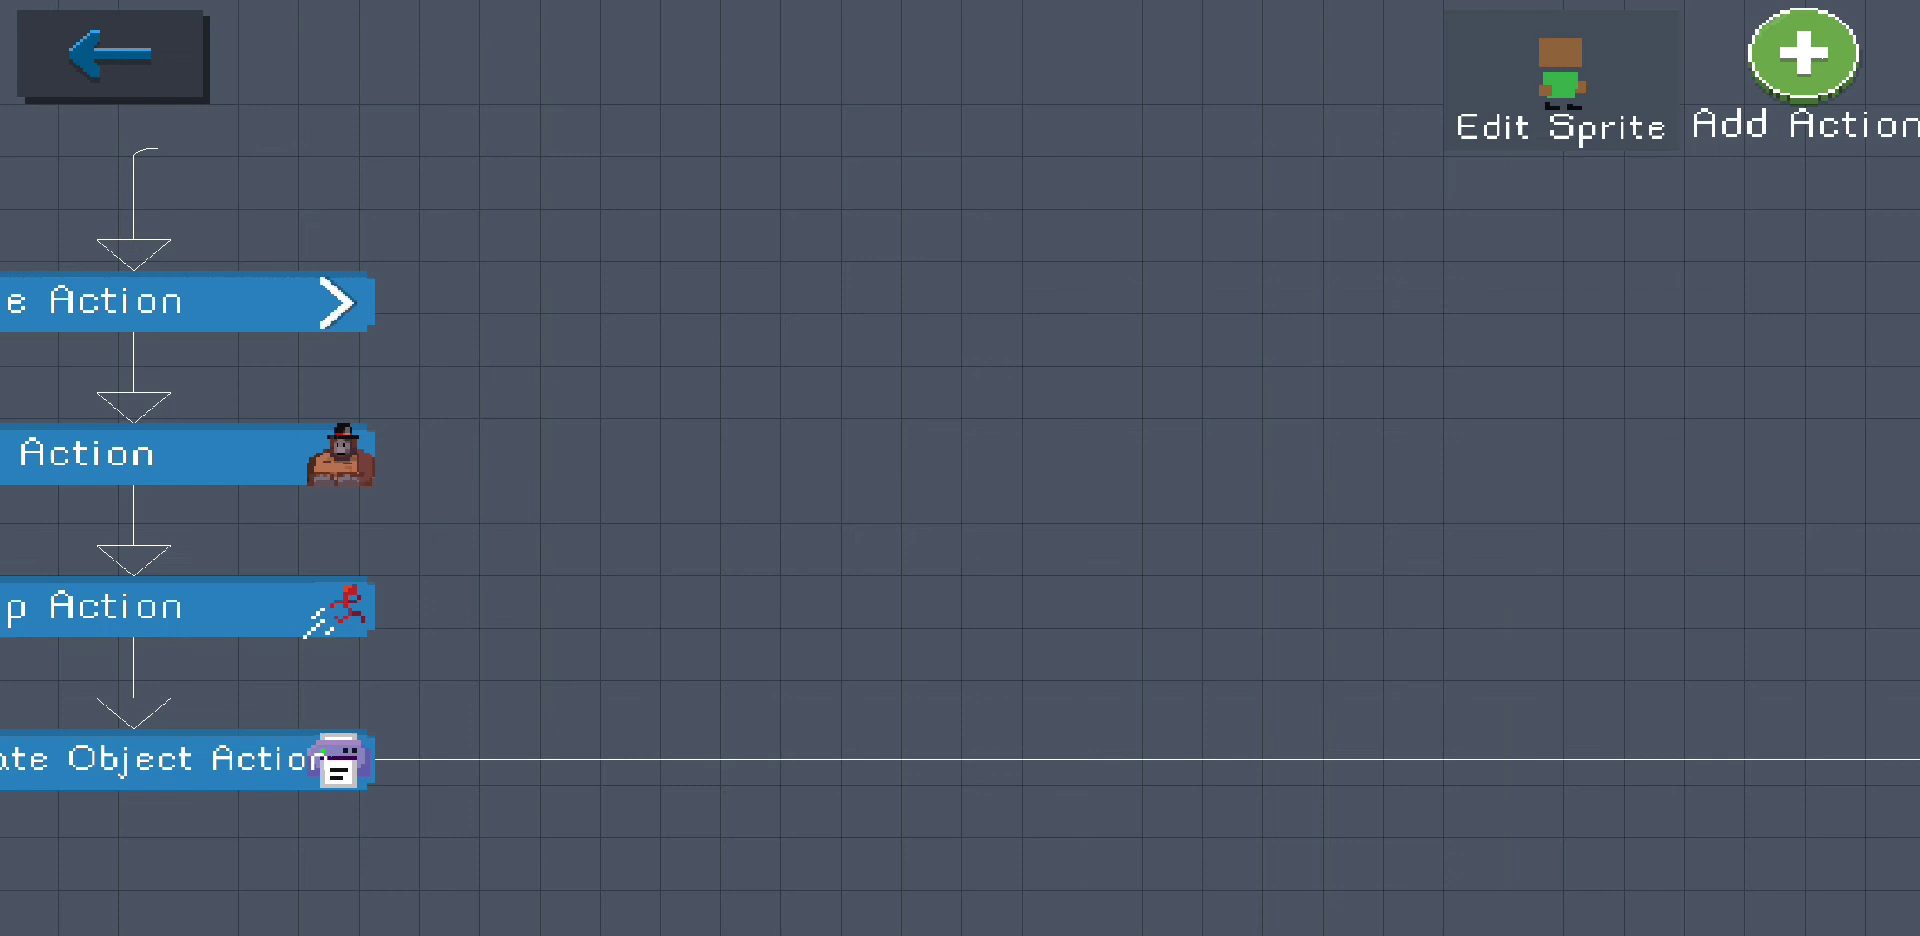 Edit Sprite
Add Action
e Action
Action
p Action
ate Object Action